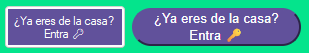 ¿Ya eres de la casa?
Entra 🔑
¿Ya eres de la casa?
Entra 🔑